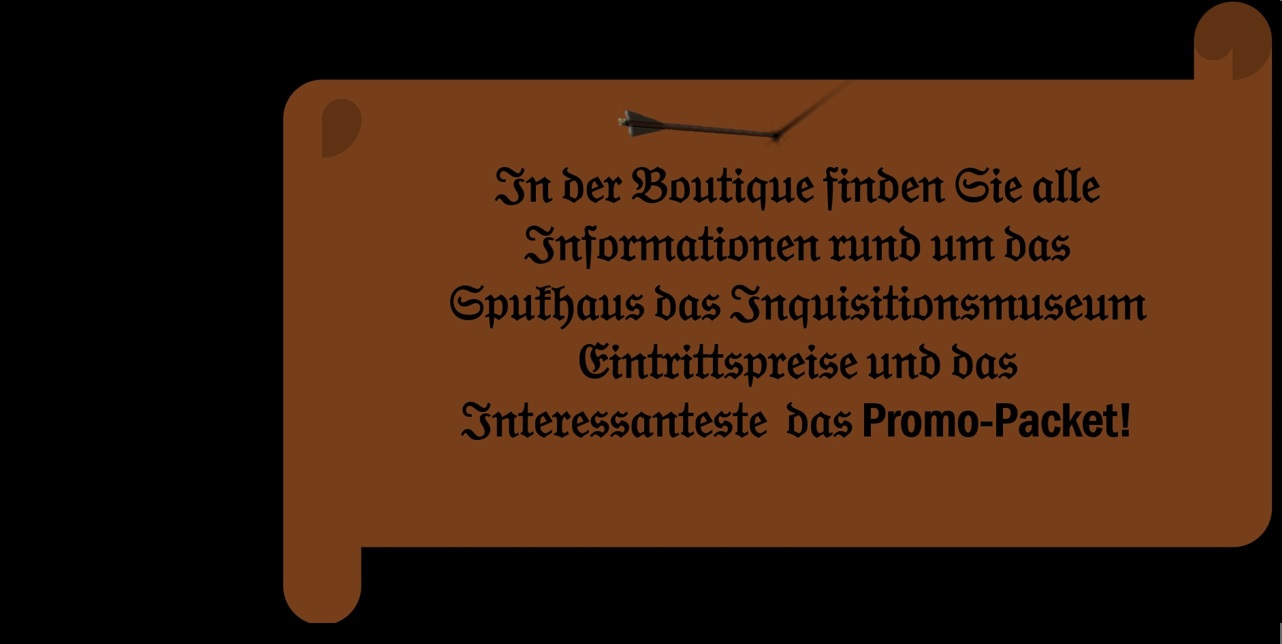 In der Boutique finden Sie alle
Informationen rund um das
Spukhaus das Inquisitionsmuseum
Eintrittspreise und das
Interessanteste  das Promo-Packet!